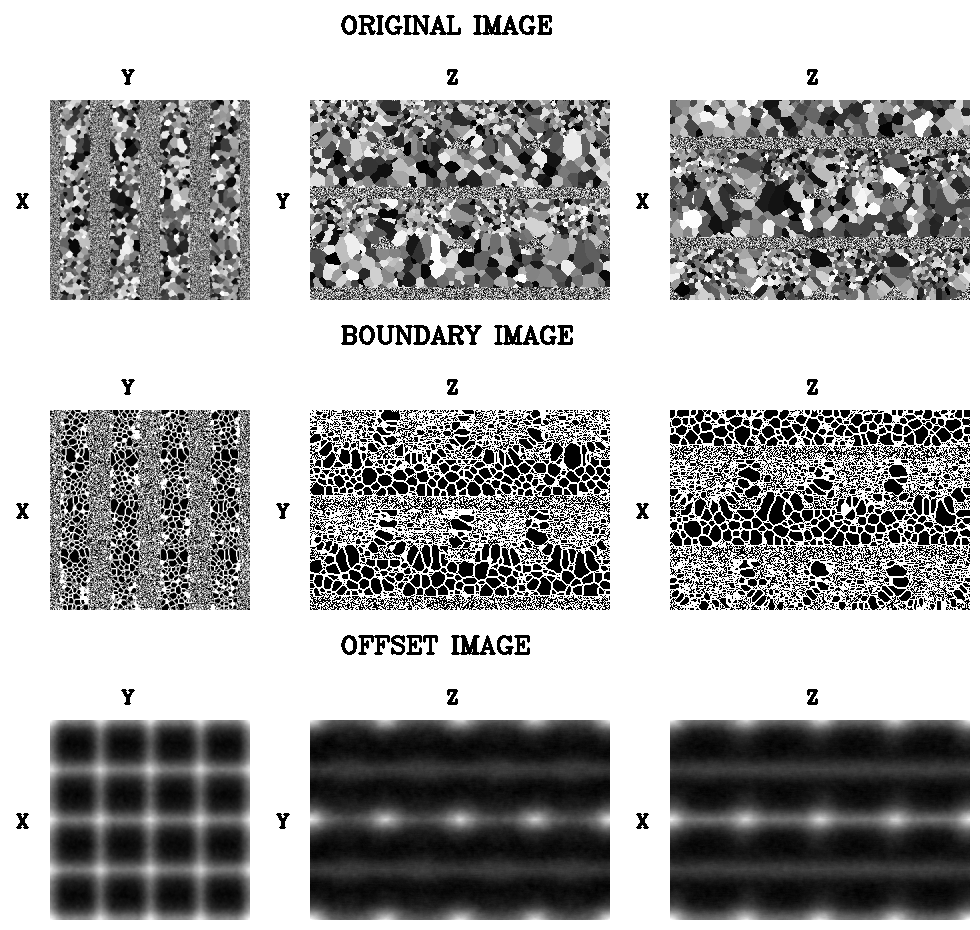 ORIGINAL IMAGE
Y Z Z
X Y X
BOUNDARY IMAGE
Y Z Z
X Y X
OFFSET IMAGE
Y Z Z
X Y X